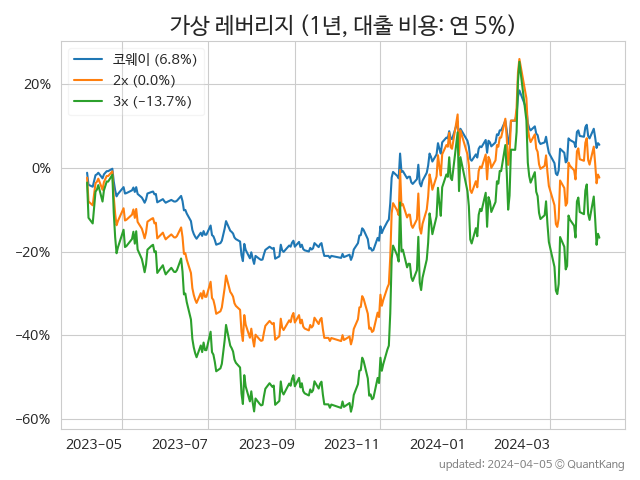 가상 레버리지 (1년, 대출 비용: 연 5%)
코웨이 (6.8%)
2x (0.0%)
3x (−13.7%)
20%
0%
−20%
−40%
−60%
2023-05 2023-07 2023-09 2023-11 2024-01 2024-03
updated: 2024-04-05 © QuantKang